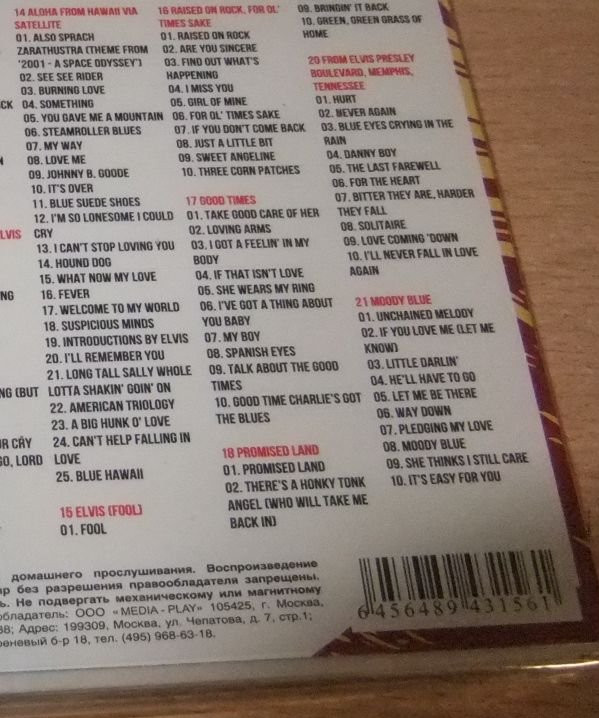 CK
N
LVIS
NG
NG (BUT
R CRY
GO, LORD
14 ALOHA FROM HAWAII VIA
SATELLITE
01. ALSO SPRACH
ZARATHUSTRA (THEME FROM
'2001 - A SPACE ODYSSEY')
02. SEE SEE RIDER
03. BURNING LOVE
04. SOMETHING
05. YOU GAVE ME A MOUNTAIN
06. STEAMROLLER BLUES
07. MY WAY
08. LOVE ME
09. JOHNNY B. GOODE
10. IT'S OVER
11. BLUE SUEDE SHOES
12. I'M SO LONESOME I COULD
CRY
13. I CAN'T STOP LOVING YOU
14. HOUND DOG
15. WHAT NOW MY LOVE
16. FEVER
17. WELCOME TO MY WORLD
18. SUSPICIOUS MINDS
19. INTRODUCTIONS BY ELVIS
20. I'LL REMEMBER YOU
21. LONG TALL SALLY WHOLE
LOTTA SHAKIN' GOIN' ON
22. AMERICAN TRIOLOGY
23. A BIG HUNK O' LOVE
24. CAN'T HELP FALLING IN
LOVE
25. BLUE HAWAII
15 ELVIS (FOOL)
01. FOOL
16 RAISED ON ROCK, FOR OL'
TIMES SAKE
01. RAISED ON ROCK
02. ARE YOU SINCERE
03. FIND OUT WHAT'S
HAPPENING
04. I MISS YOU
05. GIRL OF MINE
06. FOR OL' TIMES SAKE
07. IF YOU DON'T COME BACK
08. JUST A LITTLE BIT
09. SWEET ANGELINE
10. THREE CORN PATCHES
17 GOOD TIMES
01. TAKE GOOD CARE OF HER
02. LOVING ARMS
03. I GOT A FEELIN' IN MY
BODY
04. IF THAT ISN'T LOVE
05. SHE WEARS MY RING
06. I'VE GOT A THING ABOUT
YOU BABY
07. MY BOY
08. SPANISH EYES
09. TALK ABOUT THE GOOD
TIMES
10. GOOD TIME CHARLIE'S GOT
THE BLUES
18 PROMISED LAND
01. PROMISED LAND
02. THERE'S A HONKY TONK
ANGEL (WHO WILL TAKE ME
BACK IN)
09. BRINGIN' IT BACK
10. GREEN, GREEN GRASS OF
HOME
20 FROM ELVIS PRESLEY
BOULEVARD, MEMPHIS,
TENNESSEE
01. HURT
02. NEVER AGAIN
03. BLUE EYES CRYING IN THE
RAIN
04. DANNY BOY
05. THE LAST FAREWELL
06. FOR THE HEART
07. BITTER THEY ARE, HARDER
THEY FALL
08. SOLITAIRE
09. LOVE COMING 'DOWN
10. I'LL NEVER FALL IN LOVE
AGAIN
21 MOODY BLUE
01. UNCHAINED MELODY
02. IF YOU LOVE ME (LET ME
KNOW)
03. LITTLE DARLIN'
04. HE'LL HAVE TO GO
05. LET ME BE THERE
06. WAY DOWN
07. PLEDGING MY LOVE
08. MOODY BLUE
09. SHE THINKS I STILL CARE
10. IT'S EASY FOR YOU
домашнего прослушивания. Воспроизведение
р без разрешения правообладателя запрещены.
ь. Не подвергать механическому или магнитному
обладатель: ООО «MEDIA-PLAY» 105425, г. Москва,
38; Адрес: 199309, Москва, ул. Чепатова, д. 7, стр.1;
реневый б-р 18, тел. (495) 968-63-18.
6 456489 431561